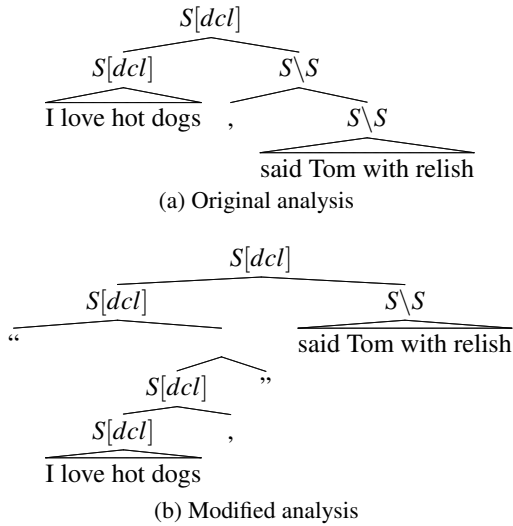 S[dcl]
S[dcl] S\S
I love hot dogs , S\S
said Tom with relish
(a) Original analysis
S[dcl]
S[dcl] S\S
“ said Tom with relish
S[dcl] ”
S[dcl] ,
I love hot dogs
(b) Modified analysis